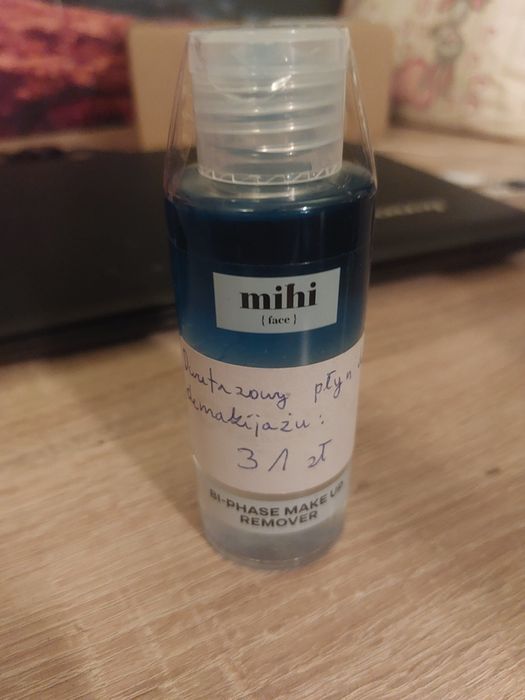 mihi
{ face }
Dwufazowy płyn
demakijażu:
31 zł
BI-PHASE MAKE UP
REMOVER